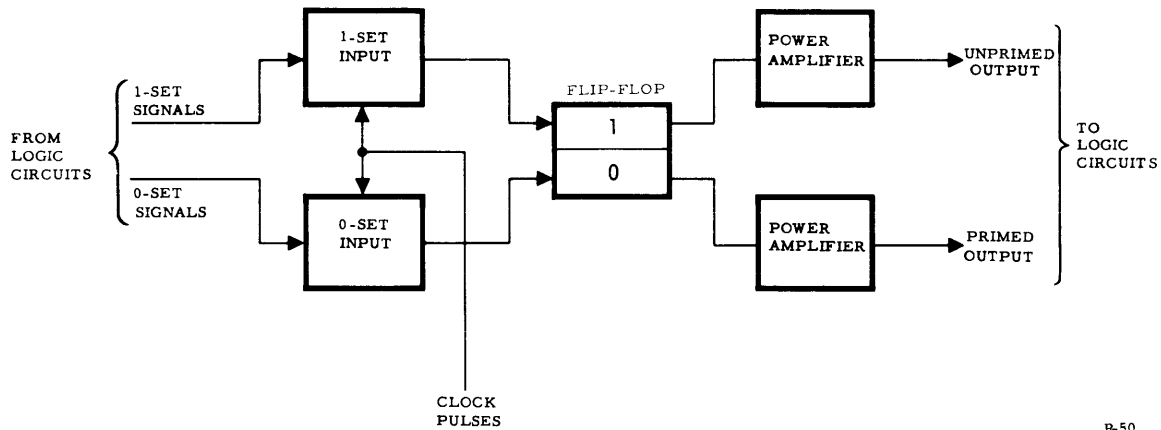 FROM
LOGIC
CIRCUITS
1-SET
SIGNALS
0-SET
SIGNALS
1-SET
INPUT
0-SET
INPUT
CLOCK
PULSES
FLIP-FLOP
1
0
POWER
AMPLIFIER
POWER
AMPLIFIER
UNPRIMED
OUTPUT
PRIMED
OUTPUT
TO
LOGIC
CIRCUITS
B-50